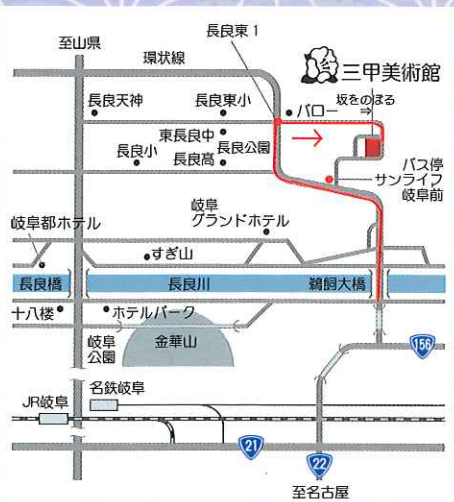 長良東1
至山県
環状線
三甲美術館
坂をのぼる
⇒
長良天神
長良東小
バロー
東長良中
長良公園
長良小
長良高
バス停
サンライフ
岐阜前
岐阜
グランドホテル
岐阜都ホテル
すぎ山
長良橋
長良川
鵜飼大橋
十八楼
ホテルパーク
岐阜
公園
金華山
156
名鉄岐阜
JR岐阜
21
22
至名古屋